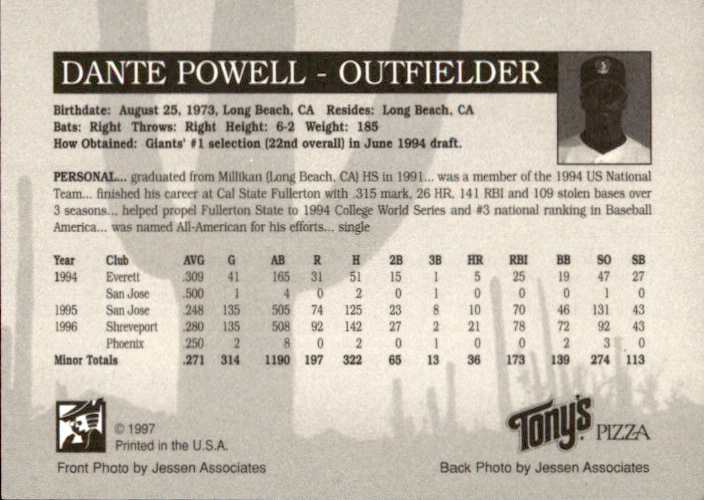 DANTE POWELL - OUTFIELDER
Birthdate: August 25, 1973, Long Beach, CA Resides: Long Beach, CA
Bats: Right Throws: Right Height: 6-2 Weight: 185
How Obtained: Giants' #1 selection (22nd overall) in June 1994 draft.
PERSONAL... graduated from Millikan (Long Beach, CA) HS in 1991... was a member of the 1994 US National
Team... finished his career at Cal State Fullerton with .315 mark, 26 HR, 141 RBI and 109 stolen bases over
3 seasons... helped propel Fullerton State to 1994 College World Series and #3 national ranking in Baseball
America... was named All-American for his efforts... single
Year Club AVG G AB R H 2B 3B HR RBI BB SO SB
1994 Everett .309 41 165 31 51 15 1 5 25 19 47 27
San Jose .500 1 4 0 2 0 1 0 0 0 1 0
1995 San Jose .248 135 505 74 125 23 8 10 70 46 131 43
1996 Shreveport .280 135 508 92 142 27 2 21 78 72 92 43
Phoenix .250 2 8 0 2 0 1 0 0 2 3 0
Minor Totals .271 314 1190 197 322 65 13 36 173 139 274 113
© 1997
Printed in the U.S.A.
Front Photo by Jessen Associates
Tony's PIZZA
Back Photo by Jessen Associates